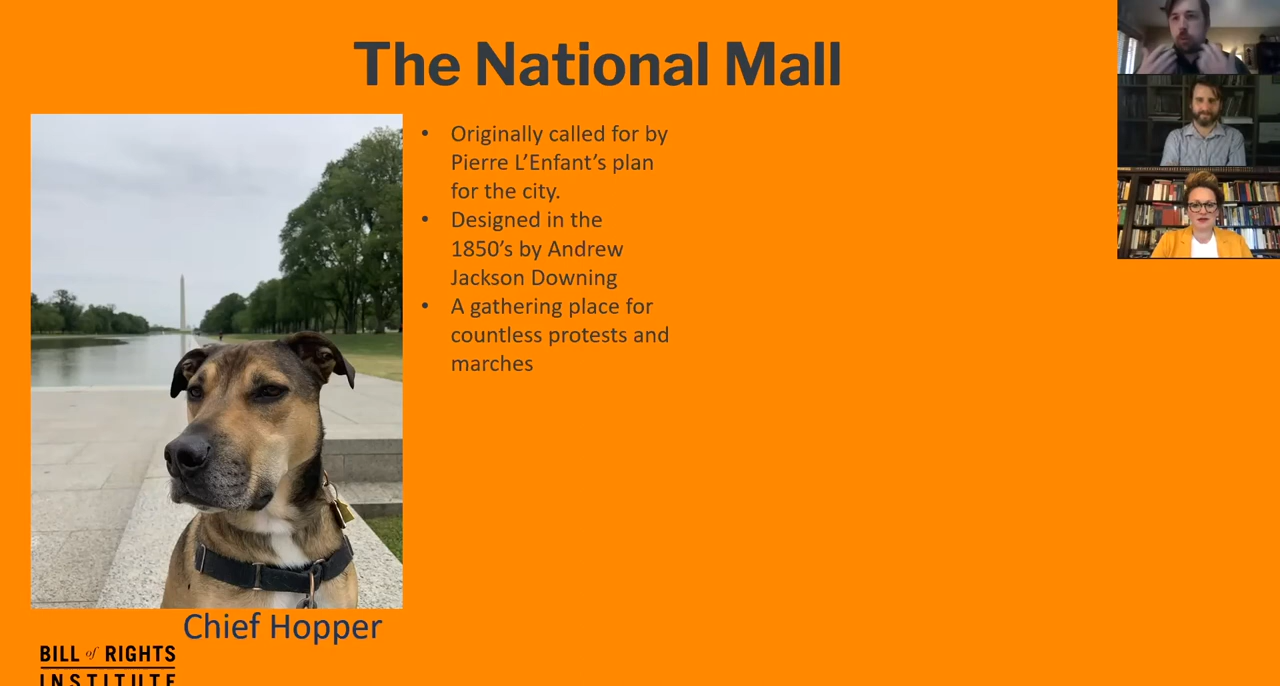 The National Mall
• Originally called for by
Pierre L’Enfant’s plan
for the city.
• Designed in the
1850’s by Andrew
Jackson Downing
• A gathering place for
countless protests and
marches
Chief Hopper
BILL of RIGHTS
INSTITUTE